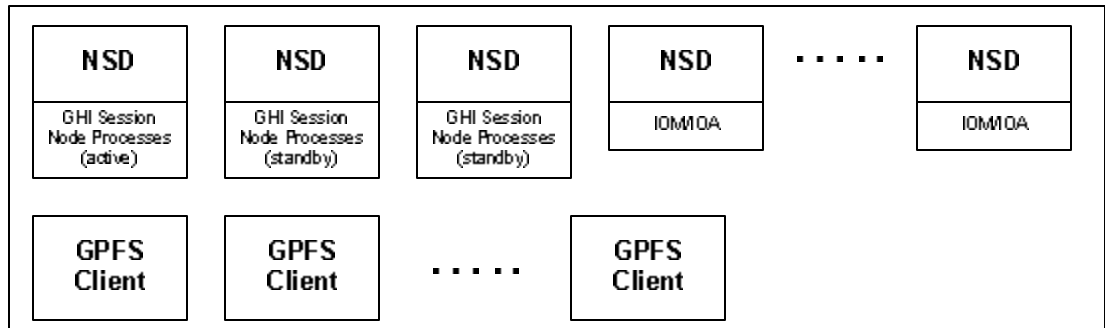 NSD
NSD
NSD
NSD
.....
NSD
GHI Session
Node Processes
(active)
GHI Session
Node Processes
(standby)
GHI Session
Node Processes
(standby)
IOM/IOA
IOM/IOA
GPFS
Client
GPFS
Client
.....
GPFS
Client